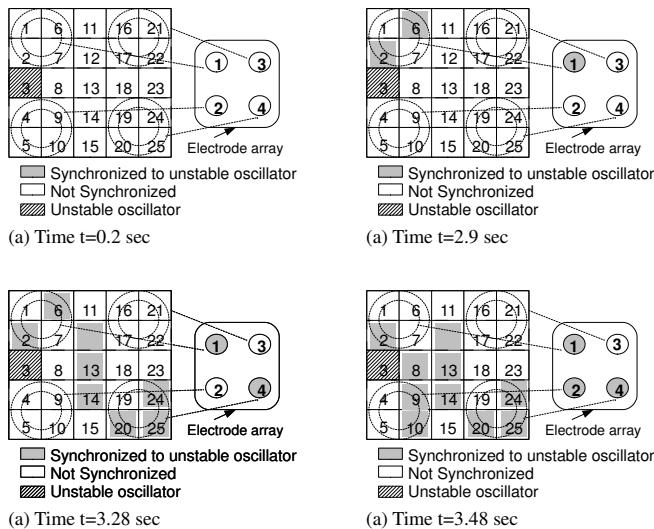 1 6 11 16 21
2 7 12 17 22
3 8 13 18 23
4 9 14 19 24
5 10 15 20 25
1 3
2 4
Electrode array
Synchronized to unstable oscillator
Not Synchronized
Unstable oscillator
(a) Time t=0.2 sec
1 6 11 16 21
2 7 12 17 22
3 8 13 18 23
4 9 14 19 24
5 10 15 20 25
1 3
2 4
Electrode array
Synchronized to unstable oscillator
Not Synchronized
Unstable oscillator
(a) Time t=2.9 sec
1 6 11 16 21
2 7 17 22
3 8 13 18 23
4 9 14 19 24
5 10 15 20 25
1 3
2 4
Electrode array
Synchronized to unstable oscillator
Not Synchronized
Unstable oscillator
(a) Time t=3.28 sec
1 6 11 16 21
2 7 17 22
3 8 13 18 23
4 9 14 19 24
5 10 15 20 25
1 3
2 4
Electrode array
Synchronized to unstable oscillator
Not Synchronized
Unstable oscillator
(a) Time t=3.48 sec